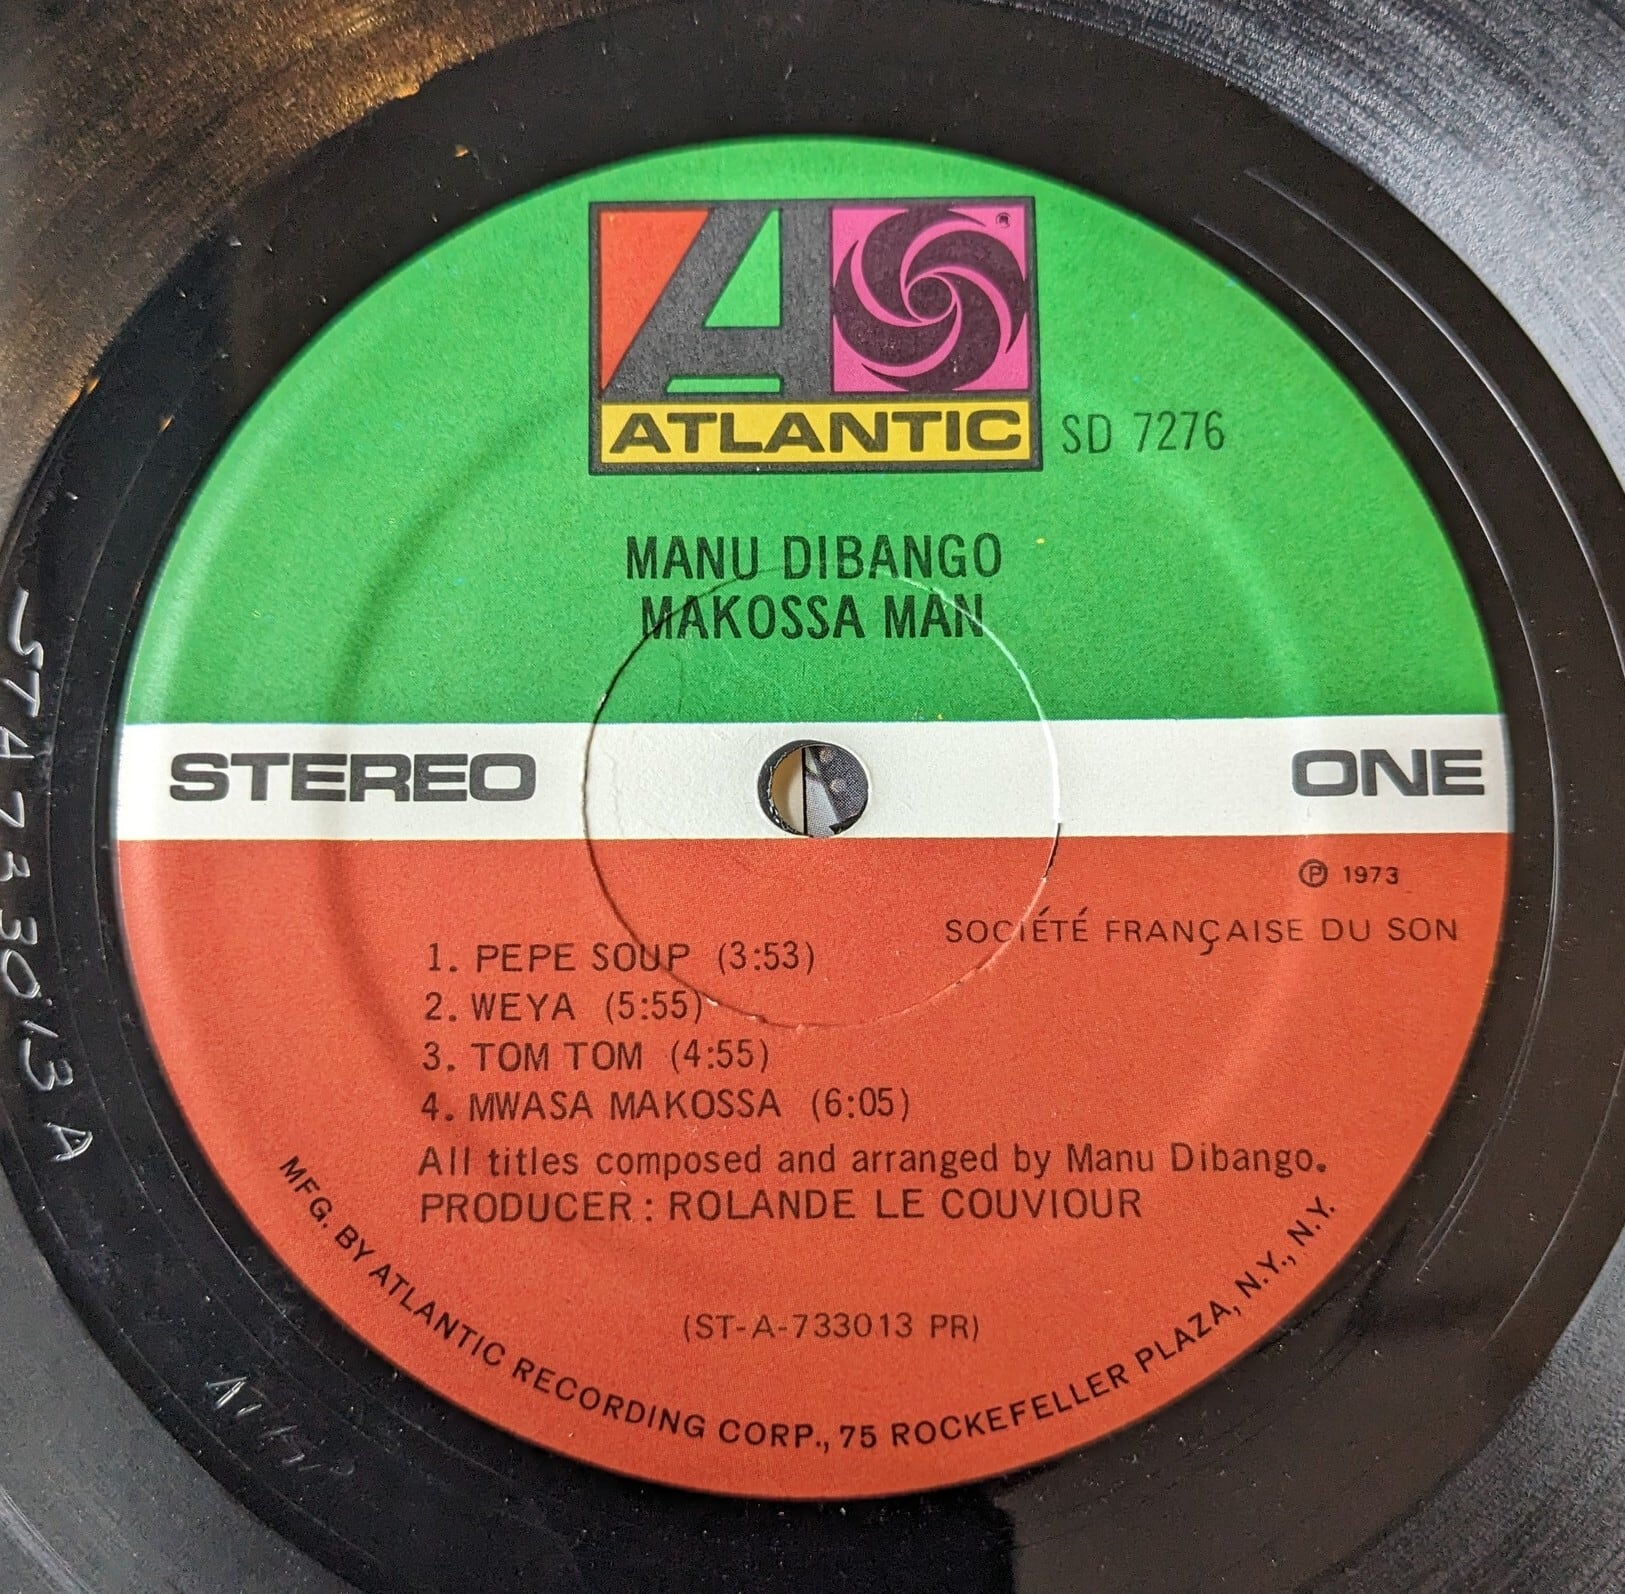 ATLANTIC
SD 7276
MANU DIBANGO
MAKOSSA MAN
STEREO
ONE
Ⓟ 1973
SOCIÉTÉ FRANÇAISE DU SON
1. PEPE SOUP (3:53)
2. WEYA (5:55)
3. TOM TOM (4:55)
4. MWASA MAKOSSA (6:05)
All titles composed and arranged by Manu Dibango.
PRODUCER: ROLANDE LE COUVIOUR
(ST-A-733013 PR)
MFG. BY ATLANTIC RECORDING CORP., 75 ROCKEFELLER PLAZA, N.Y., N.Y.
STA 733013 A